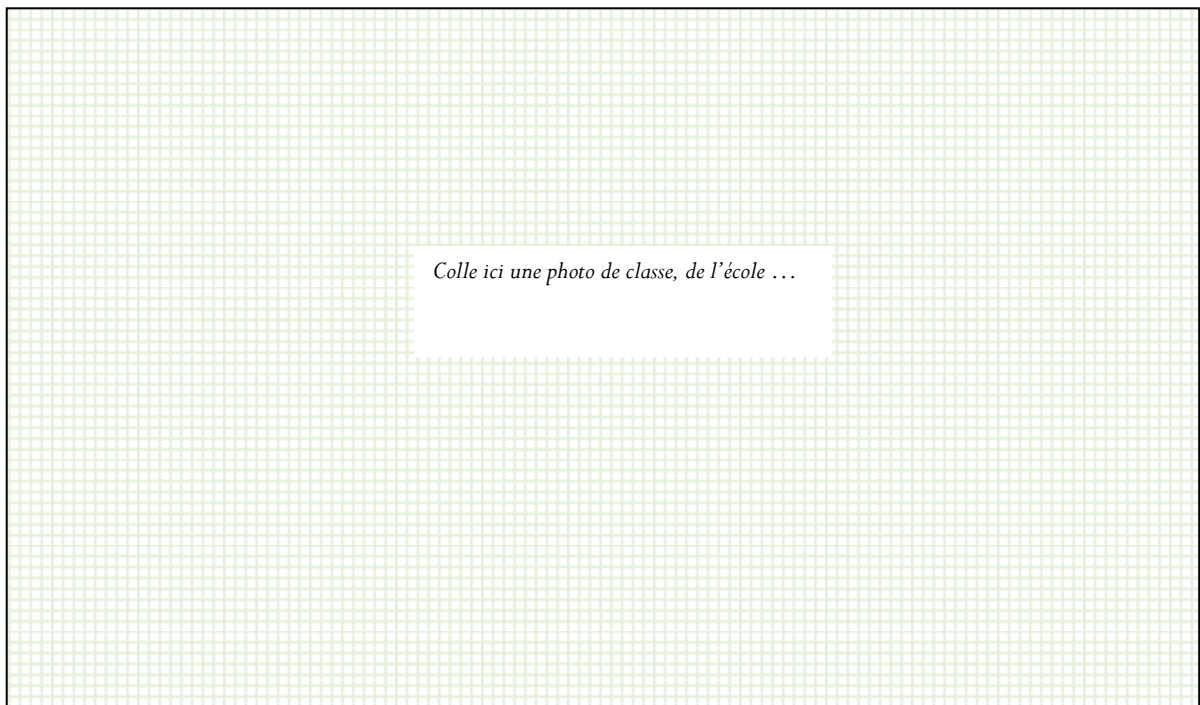 Colle ici une photo de classe, de l’école …